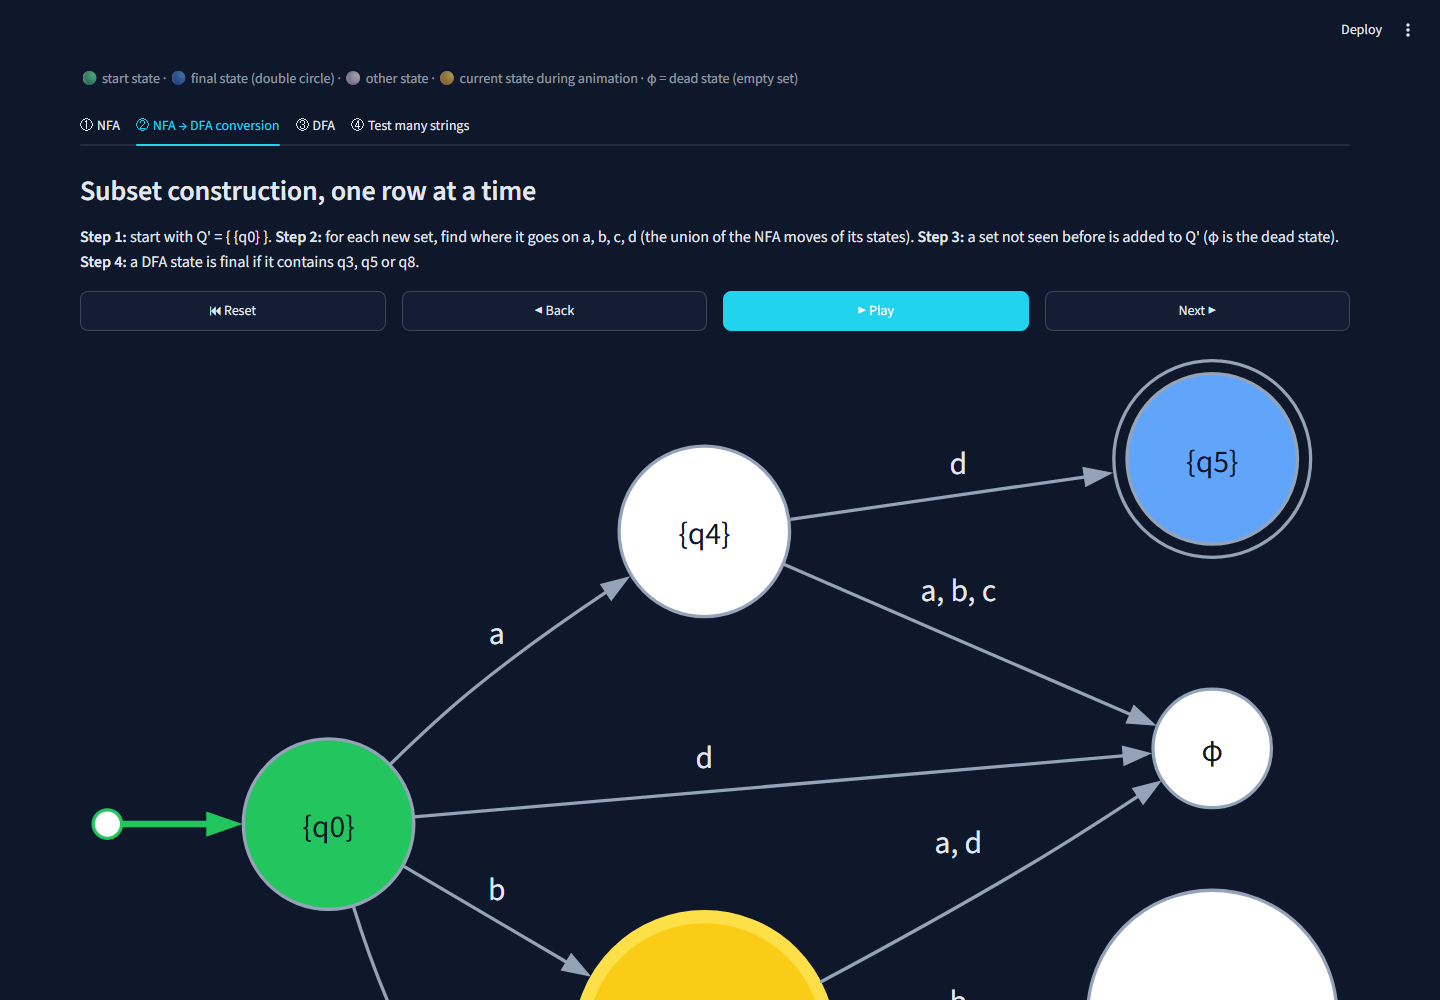 Deploy
start state · final state (double circle) · other state · current state during animation · ϕ = dead state (empty set)
① NFA
② NFA → DFA conversion
③ DFA
④ Test many strings
Subset construction, one row at a time
Step 1: start with Q' = { {q0} }. Step 2: for each new set, find where it goes on a, b, c, d (the union of the NFA moves of its states). Step 3: a set not seen before is added to Q' (ϕ is the dead state).
Step 4: a DFA state is final if it contains q3, q5 or q8.
⏮ Reset
◄ Back
► Play
Next ►
d
{q5}
{q4}
a, b, c
a
d
ϕ
{q0}
a, d
b
b